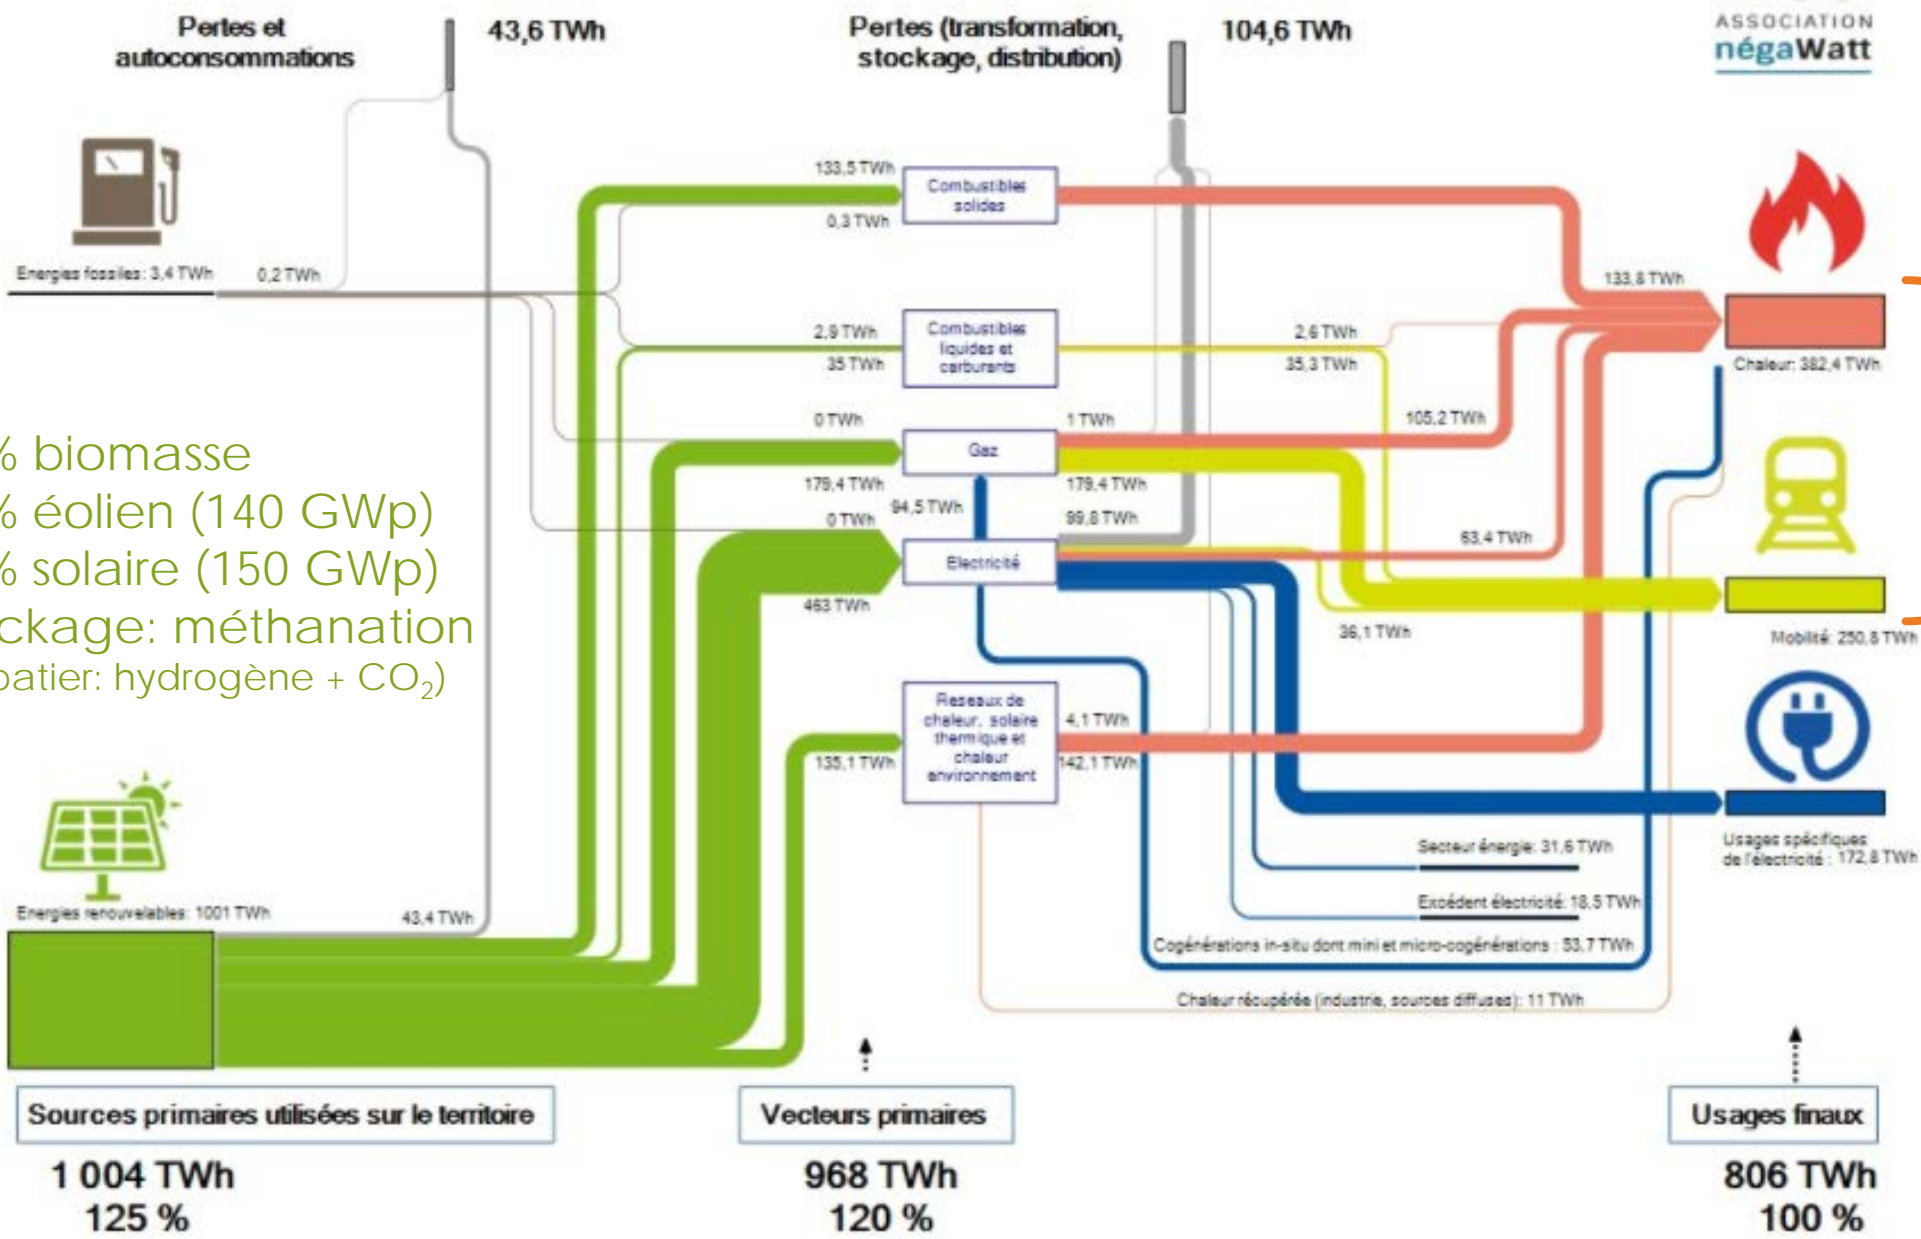 Pertes et
autoconsommations
43,6 TWh
Pertes (transformation,
stockage, distribution)
104,6 TWh
ASSOCIATION
négaWatt
Energies fossiles: 3,4 TWh
0,2 TWh
133,5 TWh
0,3 TWh
Combustibles
solides
133,8 TWh
2,9 TWh
35 TWh
Combustibles
liquides et
carburants
2,6 TWh
35,3 TWh
Chaleur: 382,4 TWh
0 TWh
179,4 TWh
Gaz
1 TWh
179,4 TWh
105,2 TWh
94,5 TWh
% biomasse
% éolien (140 GWp)
% solaire (150 GWp)
ckage: méthanation
patier: hydrogène + CO₂)
0 TWh
463 TWh
Electricité
99,8 TWh
63,4 TWh
36,1 TWh
Mobilité: 250,8 TWh
135,1 TWh
Reseaux de
chaleur, solaire
thermique et
chaleur
environnement
4,1 TWh
142,1 TWh
Usages spécifiques
de l'électricité : 172,8 TWh
Secteur énergie: 31,6 TWh
Excédent électricité: 18,5 TWh
Cogénérations in-situ dont mini et micro-cogénérations : 53,7 TWh
Chaleur récupérée (industrie, sources diffuses): 11 TWh
Energies renouvelables: 1001 TWh
43,4 TWh
Sources primaires utilisées sur le territoire
Vecteurs primaires
Usages finaux
1 004 TWh
125 %
968 TWh
120 %
806 TWh
100 %